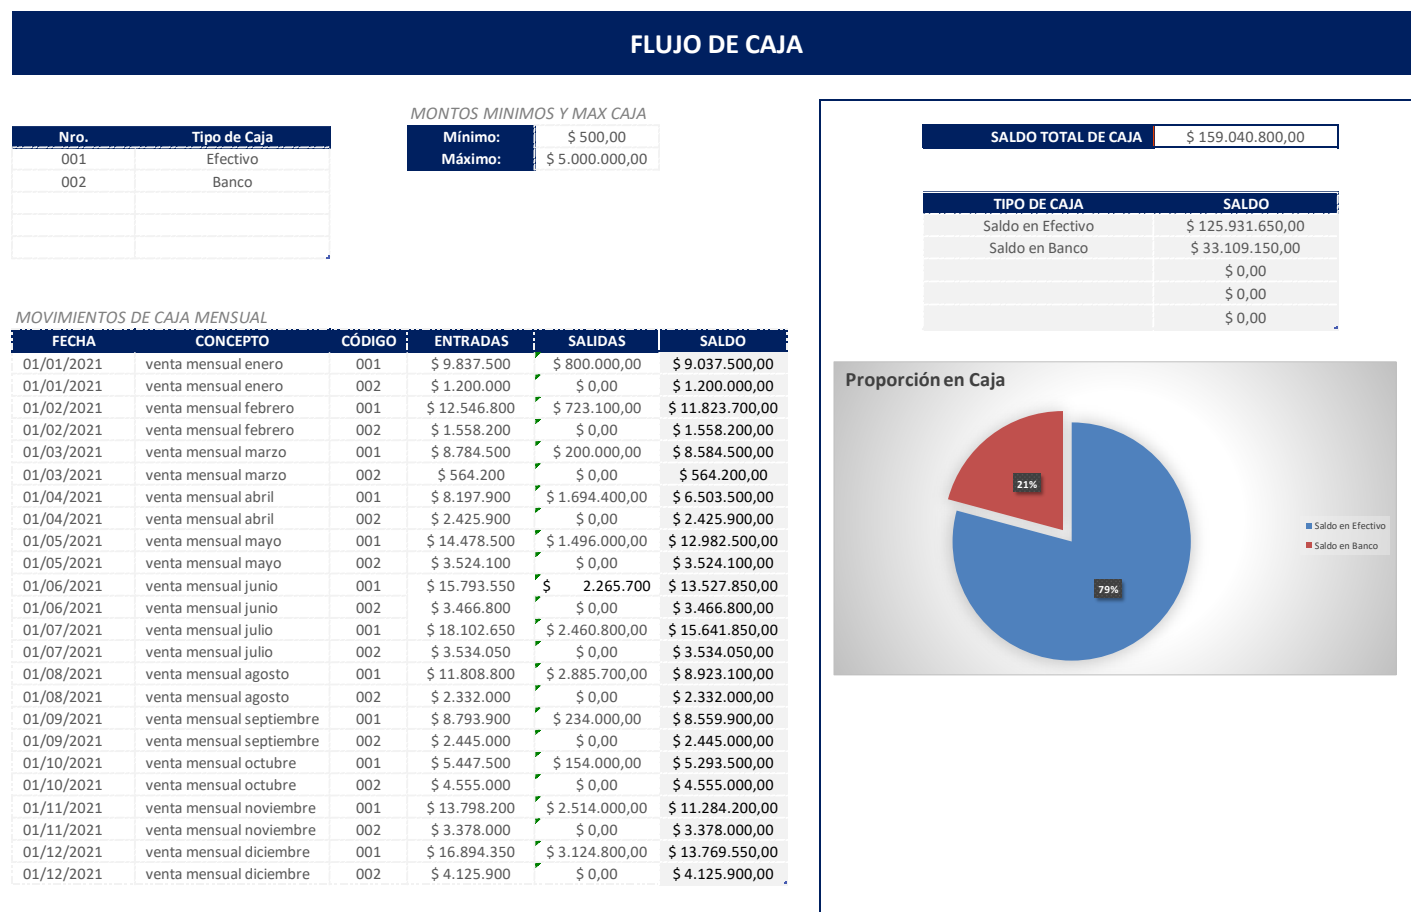 FLUJO DE CAJA
MONTOS MINIMOS Y MAX CAJA
Nro. Tipo de Caja
001 Efectivo
002 Banco
Mínimo: $ 500,00
Máximo: $ 5.000.000,00
SALDO TOTAL DE CAJA $ 159.040.800,00
TIPO DE CAJA SALDO
Saldo en Efectivo $ 125.931.650,00
Saldo en Banco $ 33.109.150,00
$ 0,00
$ 0,00
$ 0,00
MOVIMIENTOS DE CAJA MENSUAL
FECHA CONCEPTO CÓDIGO ENTRADAS SALIDAS SALDO
01/01/2021 venta mensual enero 001 $ 9.837.500 $ 800.000,00 $ 9.037.500,00
01/01/2021 venta mensual enero 002 $ 1.200.000 $ 0,00 $ 1.200.000,00
01/02/2021 venta mensual febrero 001 $ 12.546.800 $ 723.100,00 $ 11.823.700,00
01/02/2021 venta mensual febrero 002 $ 1.558.200 $ 0,00 $ 1.558.200,00
01/03/2021 venta mensual marzo 001 $ 8.784.500 $ 200.000,00 $ 8.584.500,00
01/03/2021 venta mensual marzo 002 $ 564.200 $ 0,00 $ 564.200,00
01/04/2021 venta mensual abril 001 $ 8.197.900 $ 1.694.400,00 $ 6.503.500,00
01/04/2021 venta mensual abril 002 $ 2.425.900 $ 0,00 $ 2.425.900,00
01/05/2021 venta mensual mayo 001 $ 14.478.500 $ 1.496.000,00 $ 12.982.500,00
01/05/2021 venta mensual mayo 002 $ 3.524.100 $ 0,00 $ 3.524.100,00
01/06/2021 venta mensual junio 001 $ 15.793.550 $ 2.265.700 $ 13.527.850,00
01/06/2021 venta mensual junio 002 $ 3.466.800 $ 0,00 $ 3.466.800,00
01/07/2021 venta mensual julio 001 $ 18.102.650 $ 2.460.800,00 $ 15.641.850,00
01/07/2021 venta mensual julio 002 $ 3.534.050 $ 0,00 $ 3.534.050,00
01/08/2021 venta mensual agosto 001 $ 11.808.800 $ 2.885.700,00 $ 8.923.100,00
01/08/2021 venta mensual agosto 002 $ 2.332.000 $ 0,00 $ 2.332.000,00
01/09/2021 venta mensual septiembre 001 $ 8.793.900 $ 234.000,00 $ 8.559.900,00
01/09/2021 venta mensual septiembre 002 $ 2.445.000 $ 0,00 $ 2.445.000,00
01/10/2021 venta mensual octubre 001 $ 5.447.500 $ 154.000,00 $ 5.293.500,00
01/10/2021 venta mensual octubre 002 $ 4.555.000 $ 0,00 $ 4.555.000,00
01/11/2021 venta mensual noviembre 001 $ 13.798.200 $ 2.514.000,00 $ 11.284.200,00
01/11/2021 venta mensual noviembre 002 $ 3.378.000 $ 0,00 $ 3.378.000,00
01/12/2021 venta mensual diciembre 001 $ 16.894.350 $ 3.124.800,00 $ 13.769.550,00
01/12/2021 venta mensual diciembre 002 $ 4.125.900 $ 0,00 $ 4.125.900,00
Proporción en Caja
21%
79%
Saldo en Efectivo
Saldo en Banco